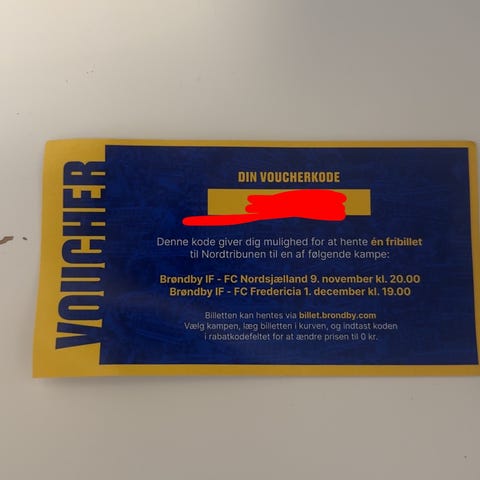 VOUCHER
DIN VOUCHERKODE
Denne kode giver dig mulighed for at hente én fribillet
til Nordtribunen til en af følgende kampe:
Brøndby IF - FC Nordsjælland 9. november kl. 20.00
Brøndby IF - FC Fredericia 1. december kl. 19.00
Billetten kan hentes via billet.brondby.com
Vælg kampen, læg billetten i kurven, og indtast koden
i rabatkodefeltet for at ændre prisen til 0 kr.